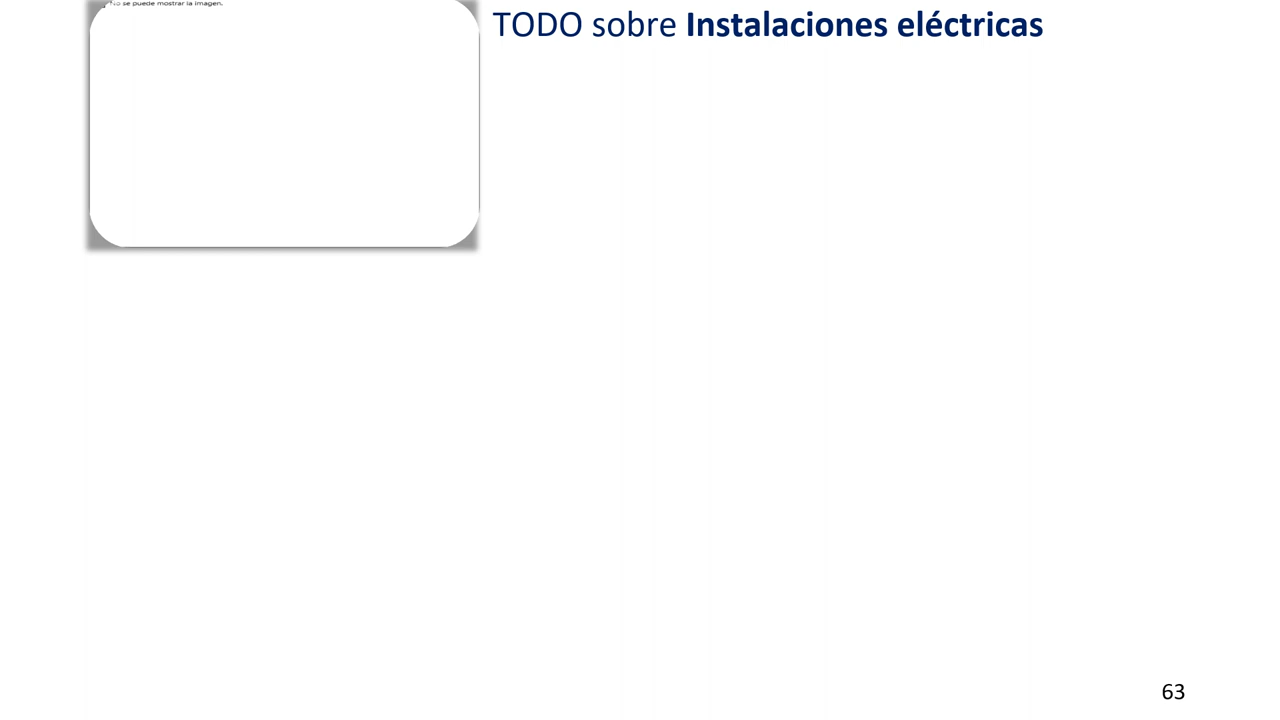 No se puede mostrar la imagen.
TODO sobre Instalaciones eléctricas
63